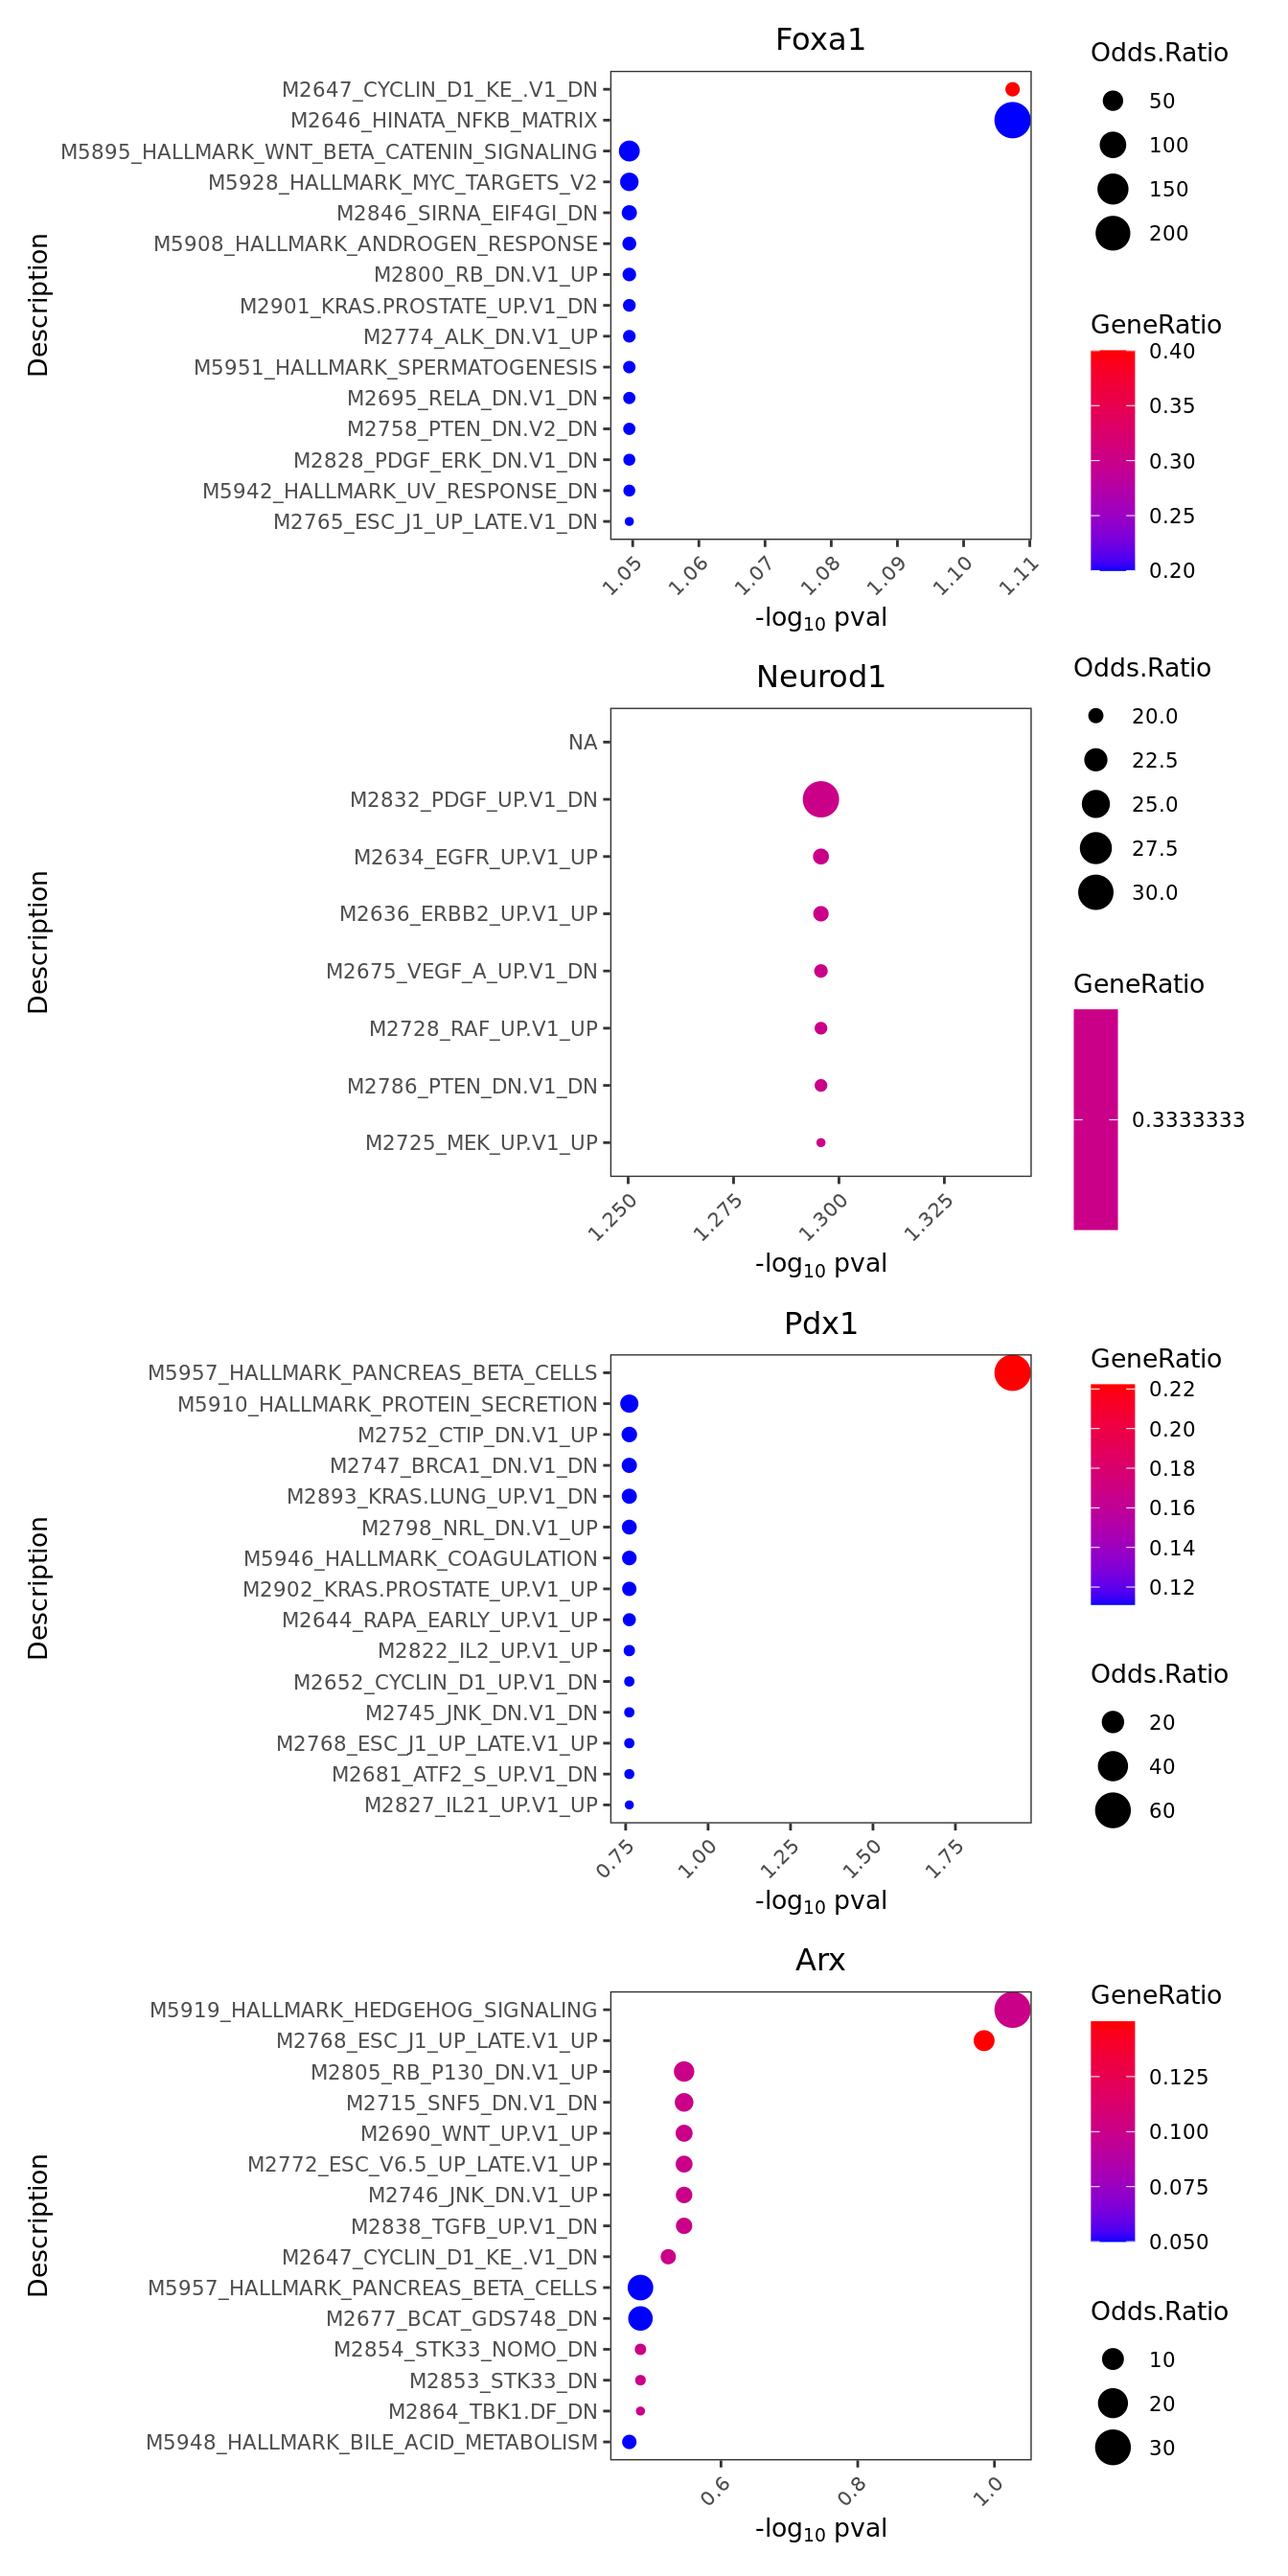 Foxa1
Description
M2647_CYCLIN_D1_KE_.V1_DN
M2646_HINATA_NFKB_MATRIX
M5895_HALLMARK_WNT_BETA_CATENIN_SIGNALING
M5928_HALLMARK_MYC_TARGETS_V2
M2846_SIRNA_EIF4GI_DN
M5908_HALLMARK_ANDROGEN_RESPONSE
M2800_RB_DN.V1_UP
M2901_KRAS.PROSTATE_UP.V1_DN
M2774_ALK_DN.V1_UP
M5951_HALLMARK_SPERMATOGENESIS
M2695_RELA_DN.V1_DN
M2758_PTEN_DN.V2_DN
M2828_PDGF_ERK_DN.V1_DN
M5942_HALLMARK_UV_RESPONSE_DN
M2765_ESC_J1_UP_LATE.V1_DN
1.05 1.06 1.07 1.08 1.09 1.10 1.11
-log10 pval
Odds.Ratio
50
100
150
200
GeneRatio
0.40
0.35
0.30
0.25
0.20
Neurod1
Description
NA
M2832_PDGF_UP.V1_DN
M2634_EGFR_UP.V1_UP
M2636_ERBB2_UP.V1_UP
M2675_VEGF_A_UP.V1_DN
M2728_RAF_UP.V1_UP
M2786_PTEN_DN.V1_DN
M2725_MEK_UP.V1_UP
1.250 1.275 1.300 1.325
-log10 pval
Odds.Ratio
20.0
22.5
25.0
27.5
30.0
GeneRatio
0.3333333
Pdx1
Description
M5957_HALLMARK_PANCREAS_BETA_CELLS
M5910_HALLMARK_PROTEIN_SECRETION
M2752_CTIP_DN.V1_UP
M2747_BRCA1_DN.V1_DN
M2893_KRAS.LUNG_UP.V1_DN
M2798_NRL_DN.V1_UP
M5946_HALLMARK_COAGULATION
M2902_KRAS.PROSTATE_UP.V1_UP
M2644_RAPA_EARLY_UP.V1_UP
M2822_IL2_UP.V1_UP
M2652_CYCLIN_D1_UP.V1_DN
M2745_JNK_DN.V1_DN
M2768_ESC_J1_UP_LATE.V1_UP
M2681_ATF2_S_UP.V1_DN
M2827_IL21_UP.V1_UP
0.75 1.00 1.25 1.50 1.75
-log10 pval
GeneRatio
0.22
0.20
0.18
0.16
0.14
0.12
Odds.Ratio
20
40
60
Arx
Description
M5919_HALLMARK_HEDGEHOG_SIGNALING
M2768_ESC_J1_UP_LATE.V1_UP
M2805_RB_P130_DN.V1_UP
M2715_SNF5_DN.V1_DN
M2690_WNT_UP.V1_UP
M2772_ESC_V6.5_UP_LATE.V1_UP
M2746_JNK_DN.V1_UP
M2838_TGFB_UP.V1_DN
M2647_CYCLIN_D1_KE_.V1_DN
M5957_HALLMARK_PANCREAS_BETA_CELLS
M2677_BCAT_GDS748_DN
M2854_STK33_NOMO_DN
M2853_STK33_DN
M2864_TBK1.DF_DN
M5948_HALLMARK_BILE_ACID_METABOLISM
0.6 0.8 1.0
-log10 pval
GeneRatio
0.125
0.100
0.075
0.050
Odds.Ratio
10
20
30